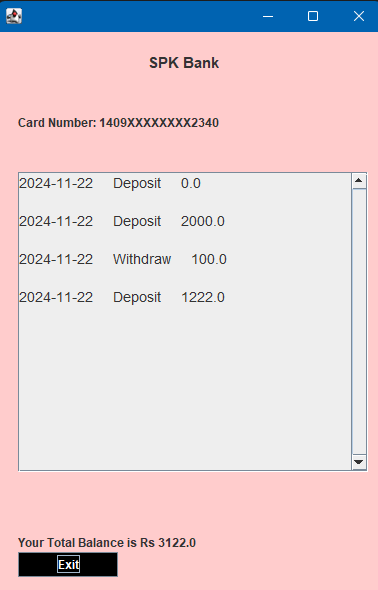 SPK Bank
Card Number: 1409XXXXXXXX2340
2024-11-22 Deposit 0.0
2024-11-22 Deposit 2000.0
2024-11-22 Withdraw 100.0
2024-11-22 Deposit 1222.0
Your Total Balance is Rs 3122.0
Exit